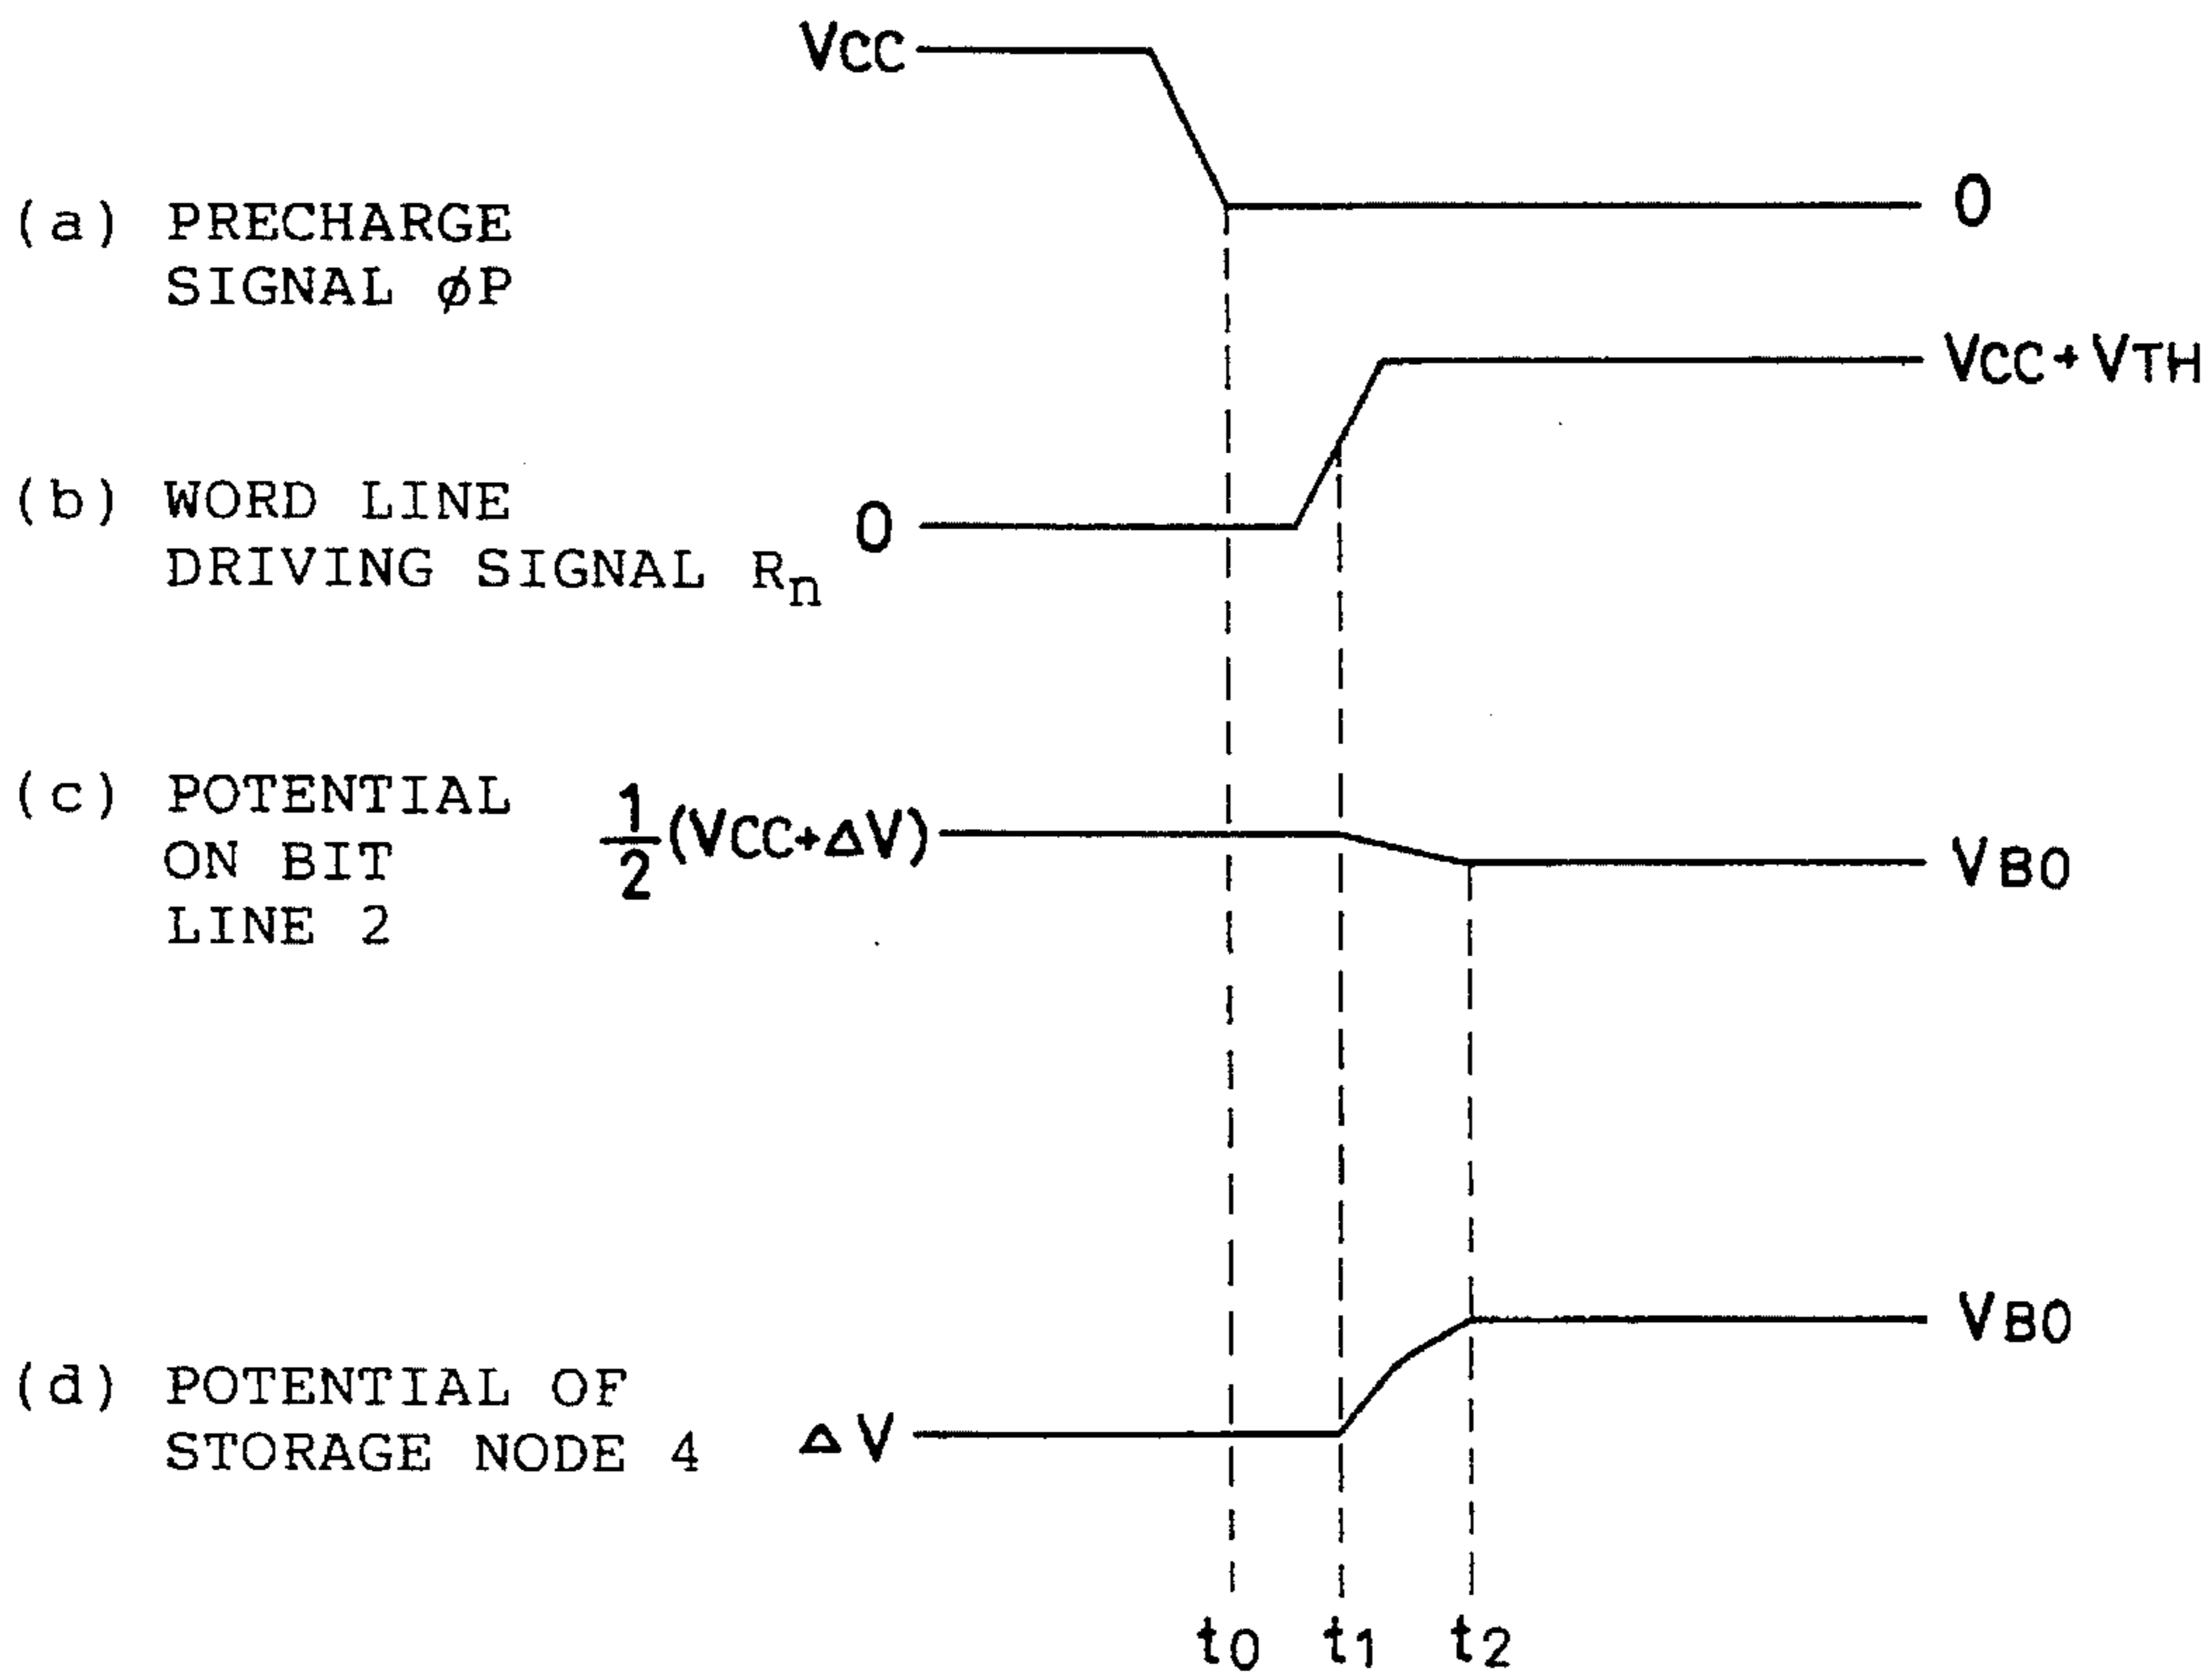 VCC
(a) PRECHARGE
SIGNAL φP
0
VCC+VTH
(b) WORD LINE
DRIVING SIGNAL Rn
0
(c) POTENTIAL
ON BIT
LINE 2
1/2(VCC+ΔV)
VB0
(d) POTENTIAL OF
STORAGE NODE 4
ΔV
VB0
t0 t1 t2